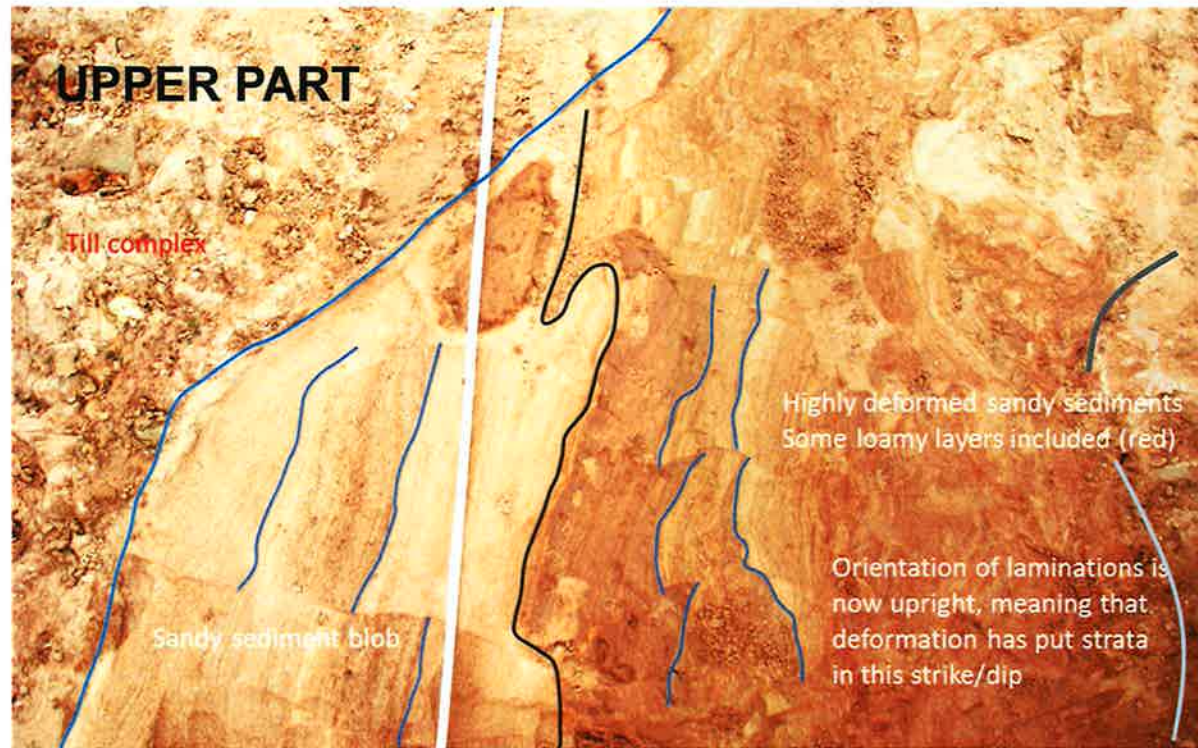 UPPER PART
Till complex
Highly deformed sandy sediments
Some loamy layers included (red)
Orientation of laminations is
now upright, meaning that
deformation has put strata
in this strike/dip
Sandy sediment blob